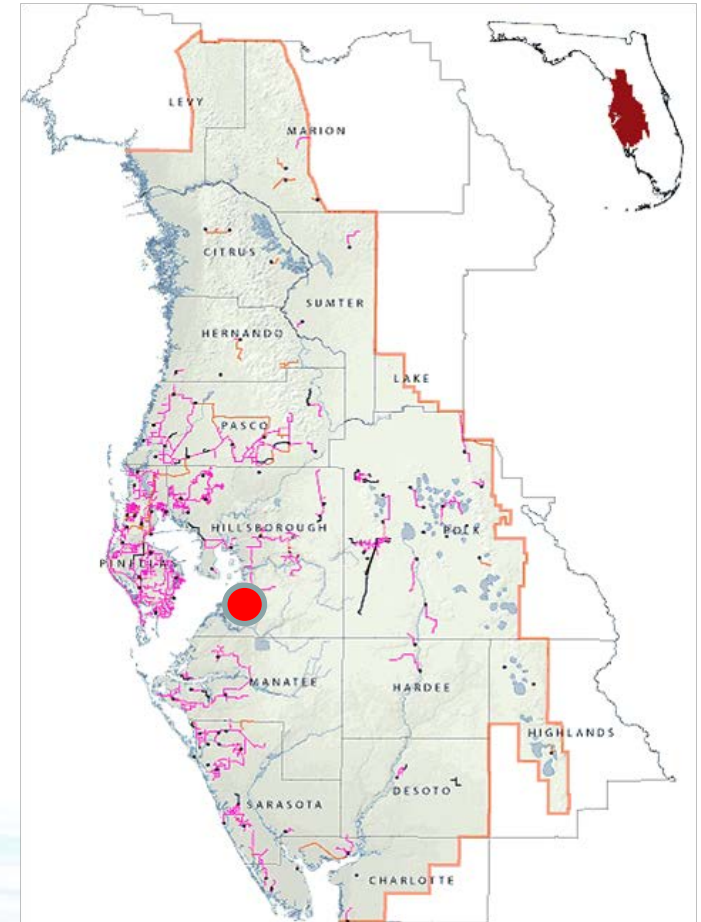 LEVY
MARION
CITRUS
SUMTER
HERNANDO
LAKE
PASCO
HILLSBOROUGH
POLK
PINELLAS
MANATEE
HARDEE
HIGHLANDS
DESOTO
SARASOTA
CHARLOTTE